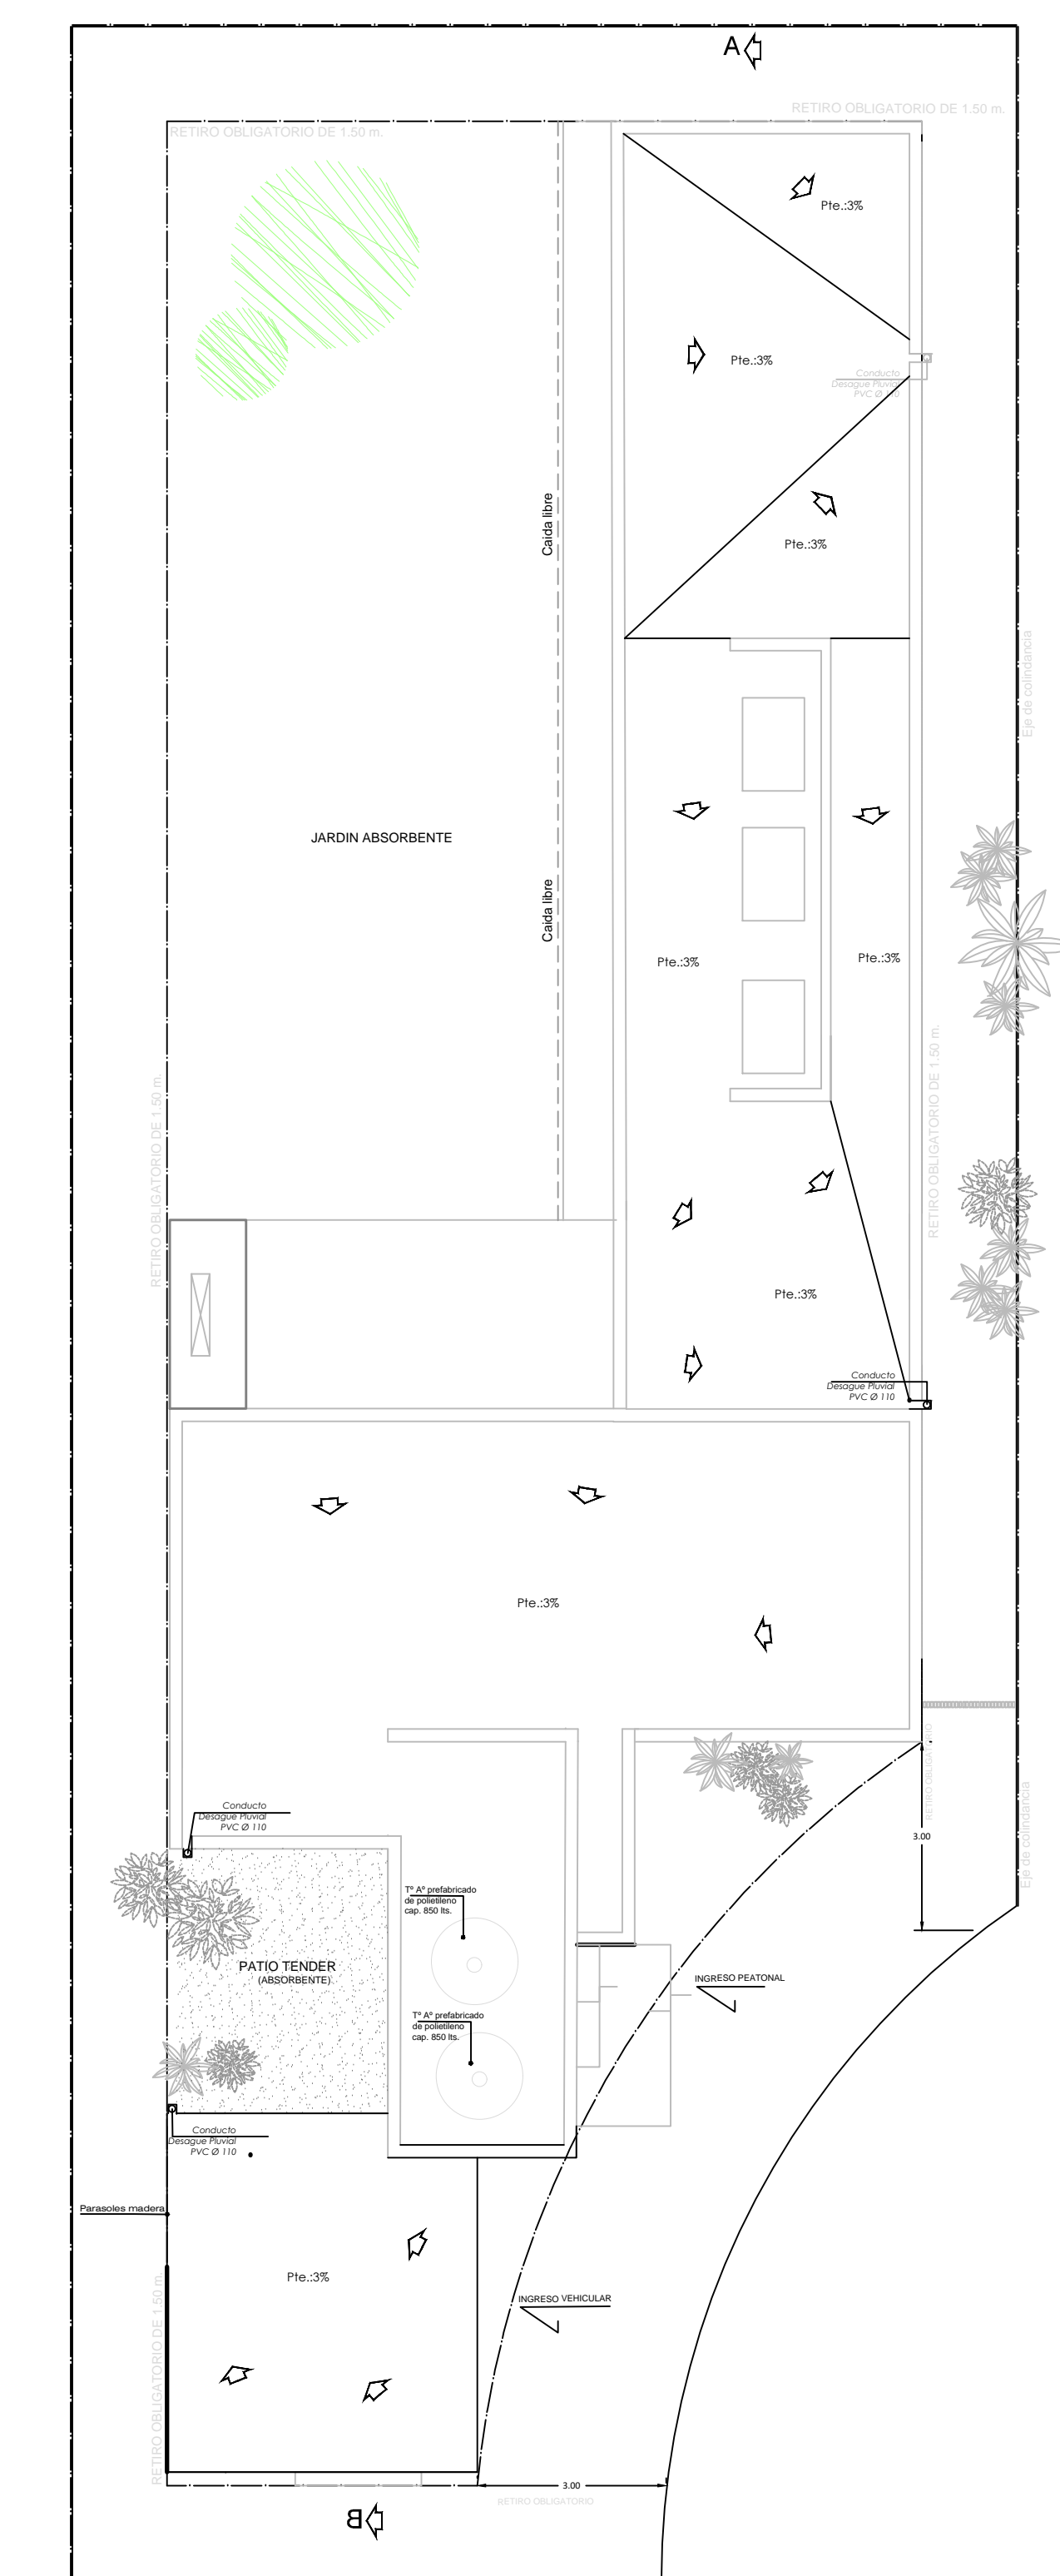 A
RETIRO OBLIGATORIO DE 1.50 m.
RETIRO OBLIGATORIO DE 1.50 m.
Pte.:3%
Pte.:3%
Conducto
Desague Pluvial
PVC Ø 110
Caida libre
Pte.:3%
Eje de colindancia
JARDIN ABSORBENTE
Caida libre
Pte.:3%
Pte.:3%
RETIRO OBLIGATORIO DE 1.50 m.
RETIRO OBLIGATORIO DE 1.50 m.
Pte.:3%
Conducto
Desague Pluvial
PVC Ø 110
Pte.:3%
RETIRO OBLIGATORIO
Eje de colindancia
3.00
Conducto
Desague Pluvial
PVC Ø 110
Tº Aº prefabricado
de polietileno
cap. 850 lts.
PATIO TENDER
(ABSORBENTE)
INGRESO PEATONAL
Tº Aº prefabricado
de polietileno
cap. 850 lts.
Conducto
Desague Pluvial
PVC Ø 110
Parasoles madera
Pte.:3%
INGRESO VEHICULAR
RETIRO OBLIGATORIO DE 1.50 m.
3.00
RETIRO OBLIGATORIO
B